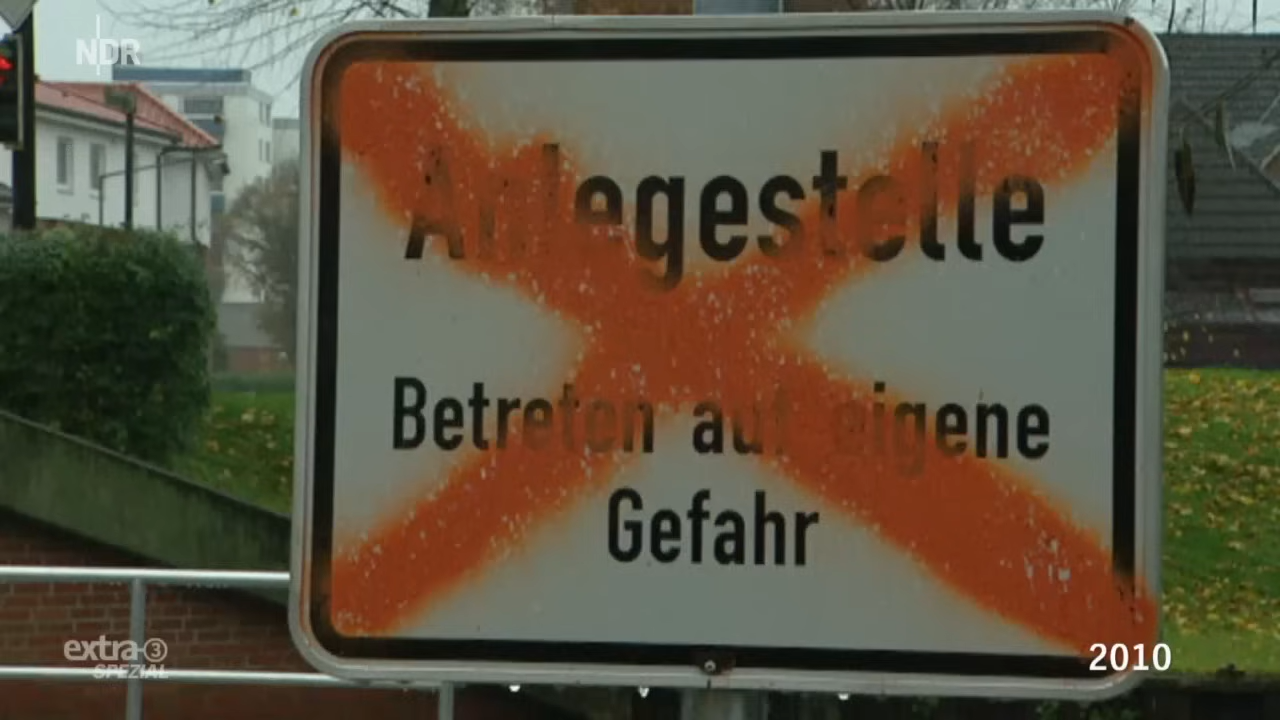 NDR
Anlegestelle
Betreten auf eigene
Gefahr
extra 3
SPEZIAL
2010